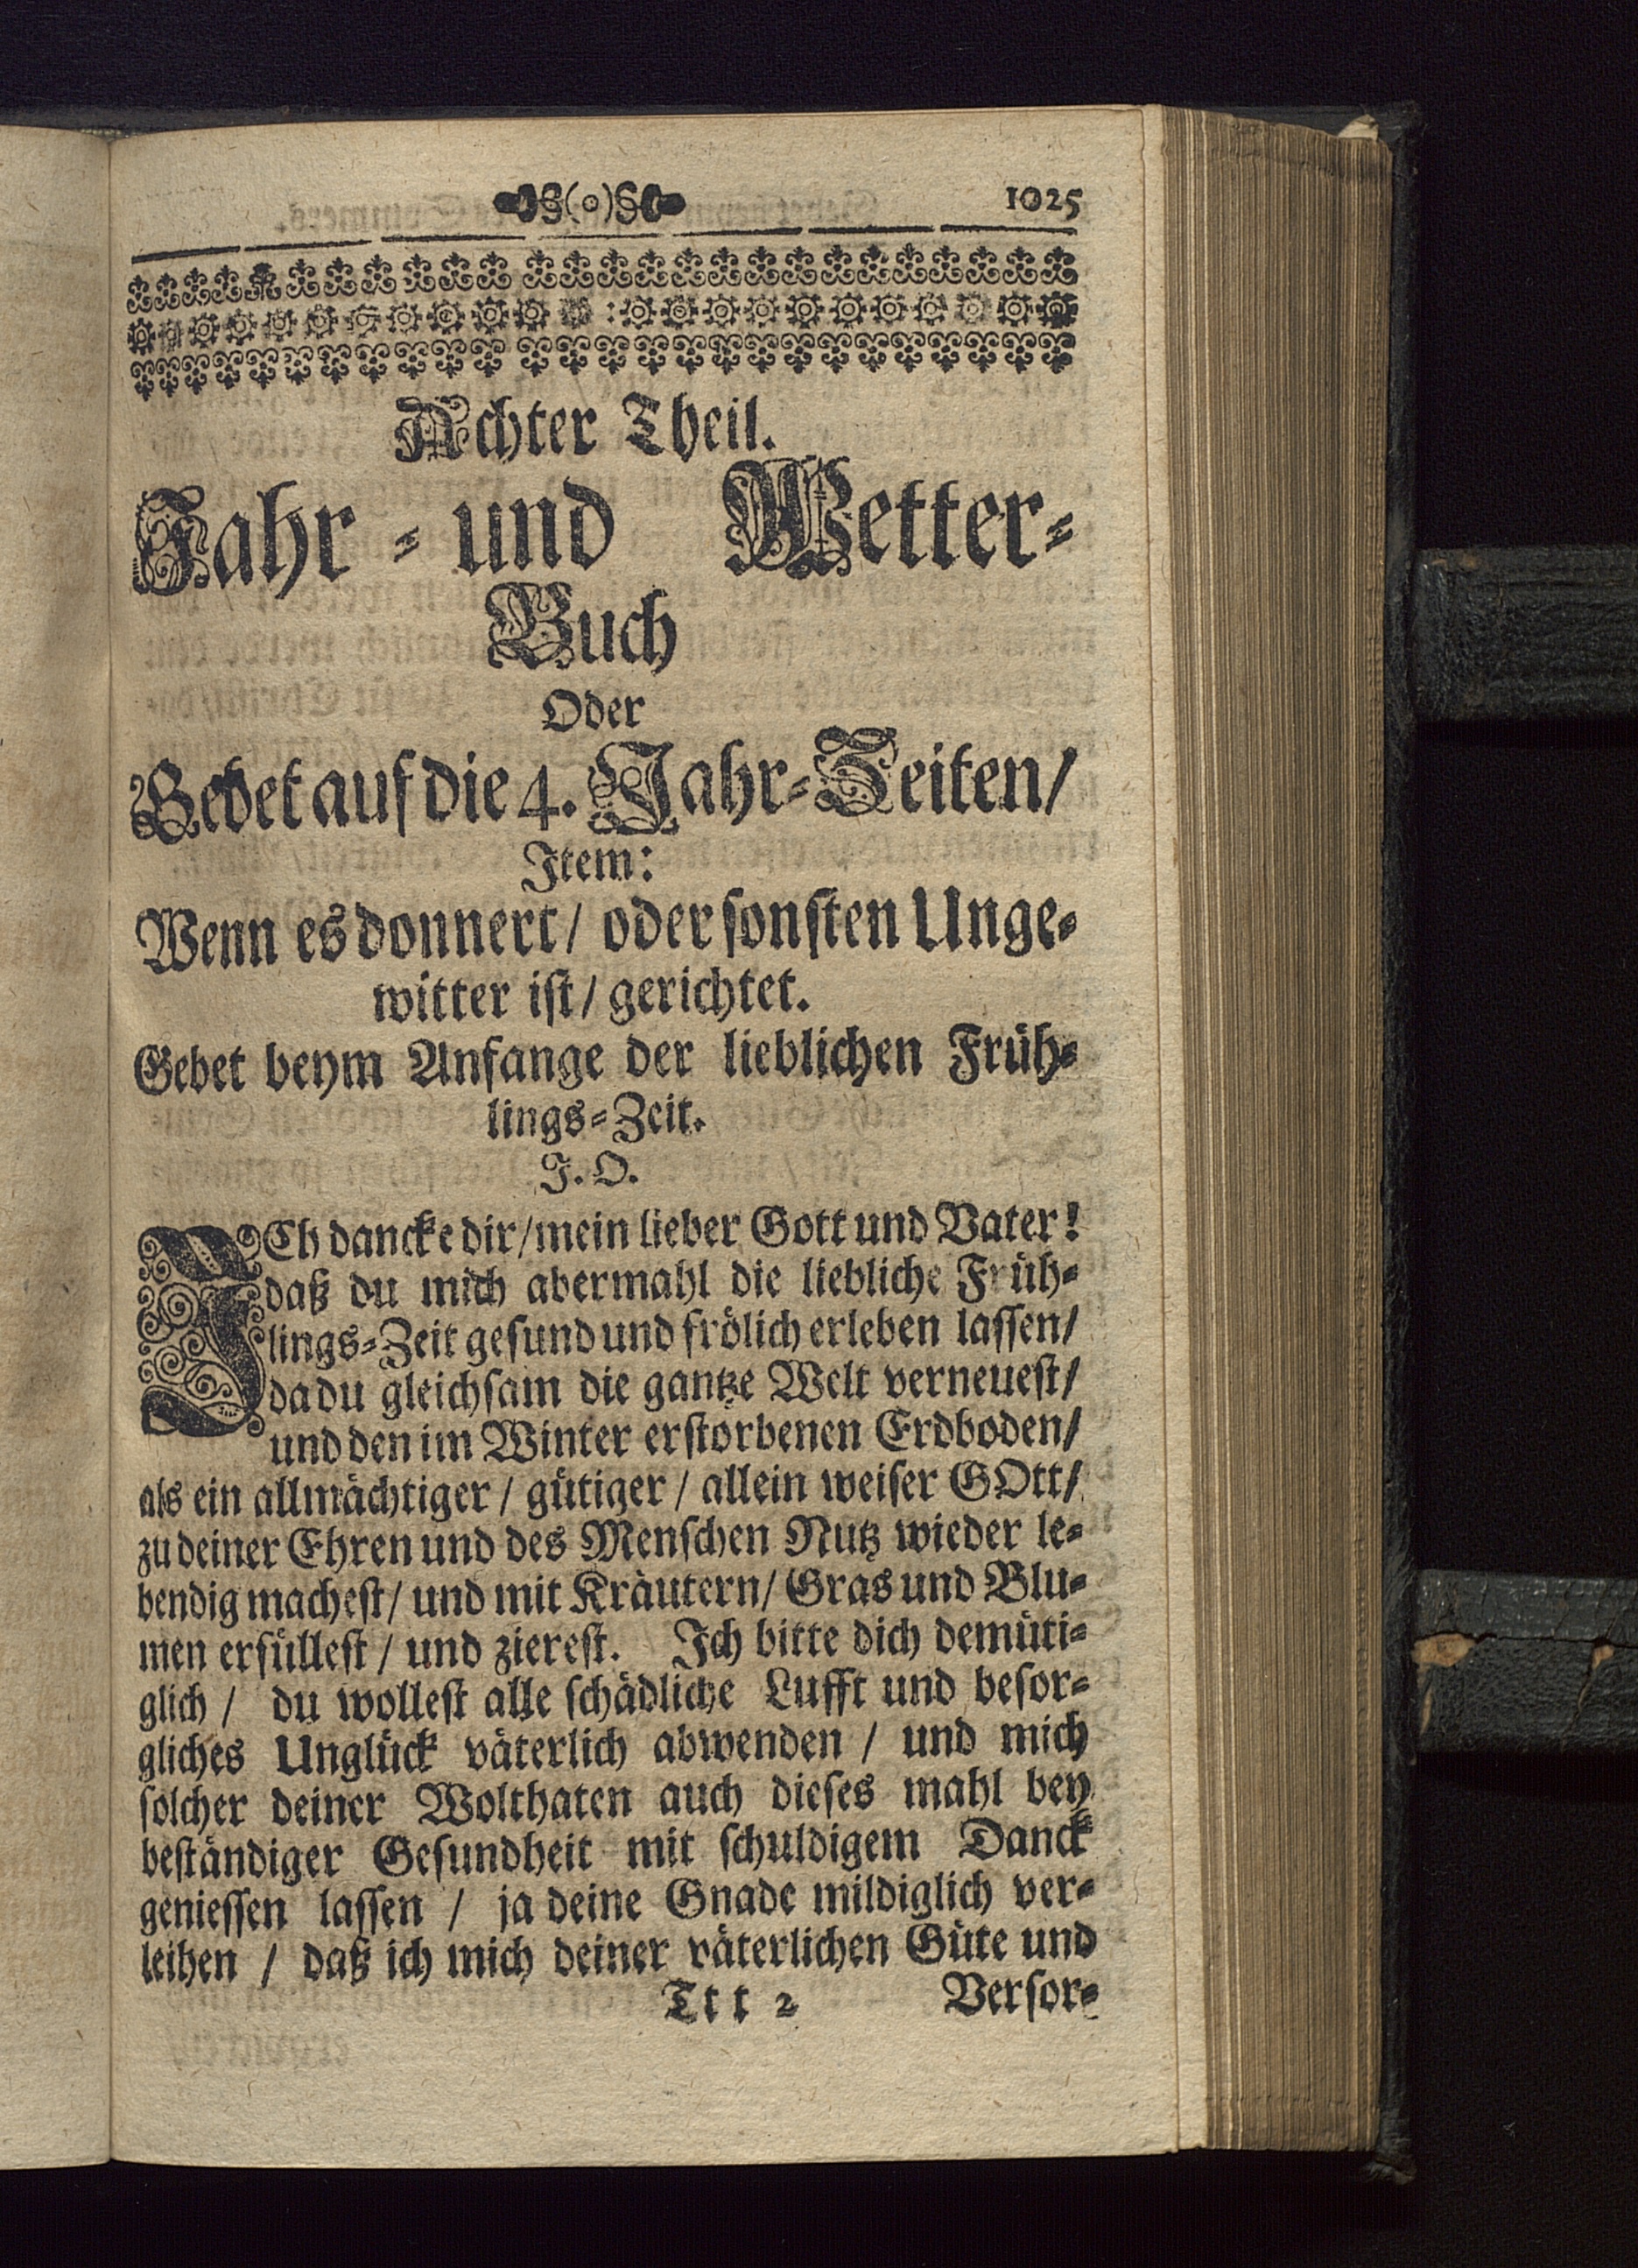 (o) 1025
Achter Theil.
Jahr- und Wetter-
Buch
Oder
Gebet auf die 4. Jahr-Zeiten/
Item:
Wenn es donnert/ oder sonsten Unge-
witter ist/ gerichtet.
Gebet beym Anfange der lieblichen Früh-
lings-Zeit.
J. O.
ICh dancke dir/mein lieber Gott und Vater!
daß du mich abermahl die liebliche Früh-
lings-Zeit gesund und frölich erleben lassen/
da du gleichsam die gantze Welt verneuest/
und den im Winter erstorbenen Erdboden/
als ein allmächtiger/ gütiger/ allein weiser GOtt/
zu deiner Ehren und des Menschen Nutz wieder le-
bendig machest/ und mit Kräutern/ Gras und Blu-
men erfüllest/ und zierest. Ich bitte dich demüti-
glich/ du wollest alle schädliche Lufft und besor-
gliches Unglück väterlich abwenden/ und mich
solcher deiner Wolthaten auch dieses mahl bey
beständiger Gesundheit mit schuldigem Danck
geniessen lassen/ ja deine Gnade mildiglich ver-
leihen/ daß ich mich deiner väterlichen Güte und
Ttt 2 Versor-